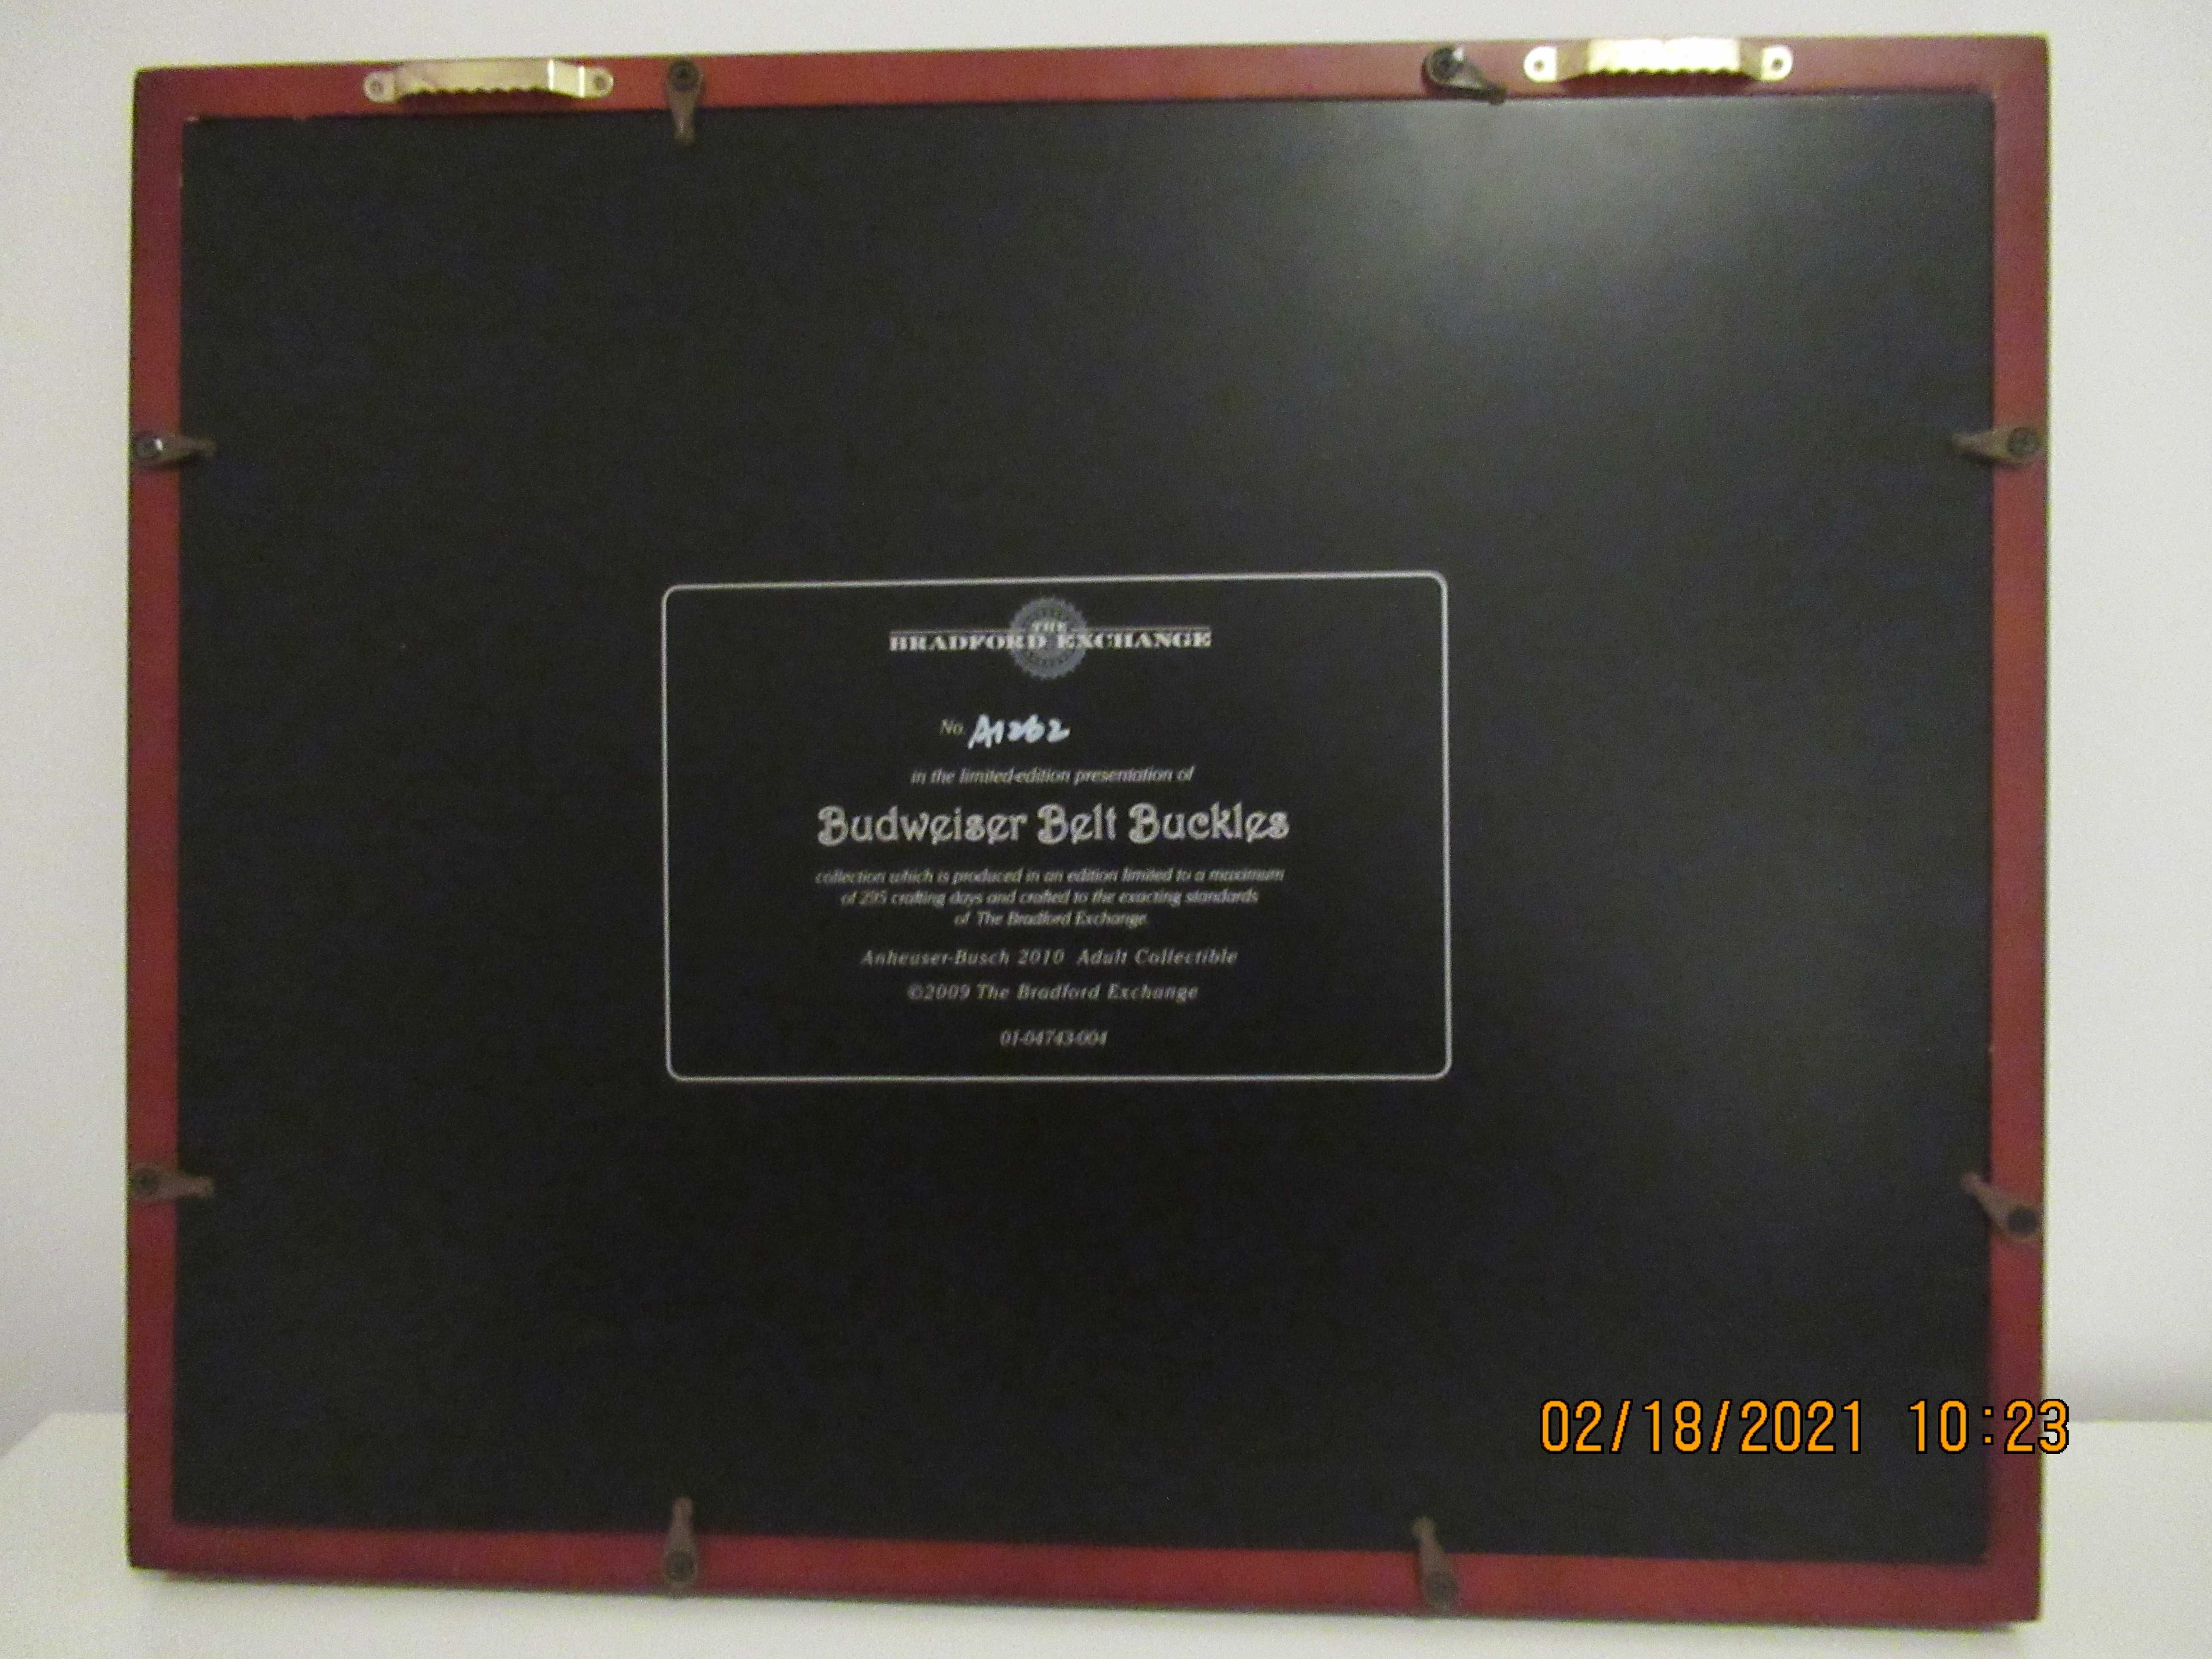 THE
BRADFORD EXCHANGE
No. A1262
in the limited-edition presentation of
Budweiser Belt Buckles
collection which is produced in an edition limited to a maximum
of 295 crafting days and crafted to the exacting standards
of The Bradford Exchange.
Anheuser-Busch 2010 Adult Collectible
©2009 The Bradford Exchange
01-04743-004
02/18/2021 10:23